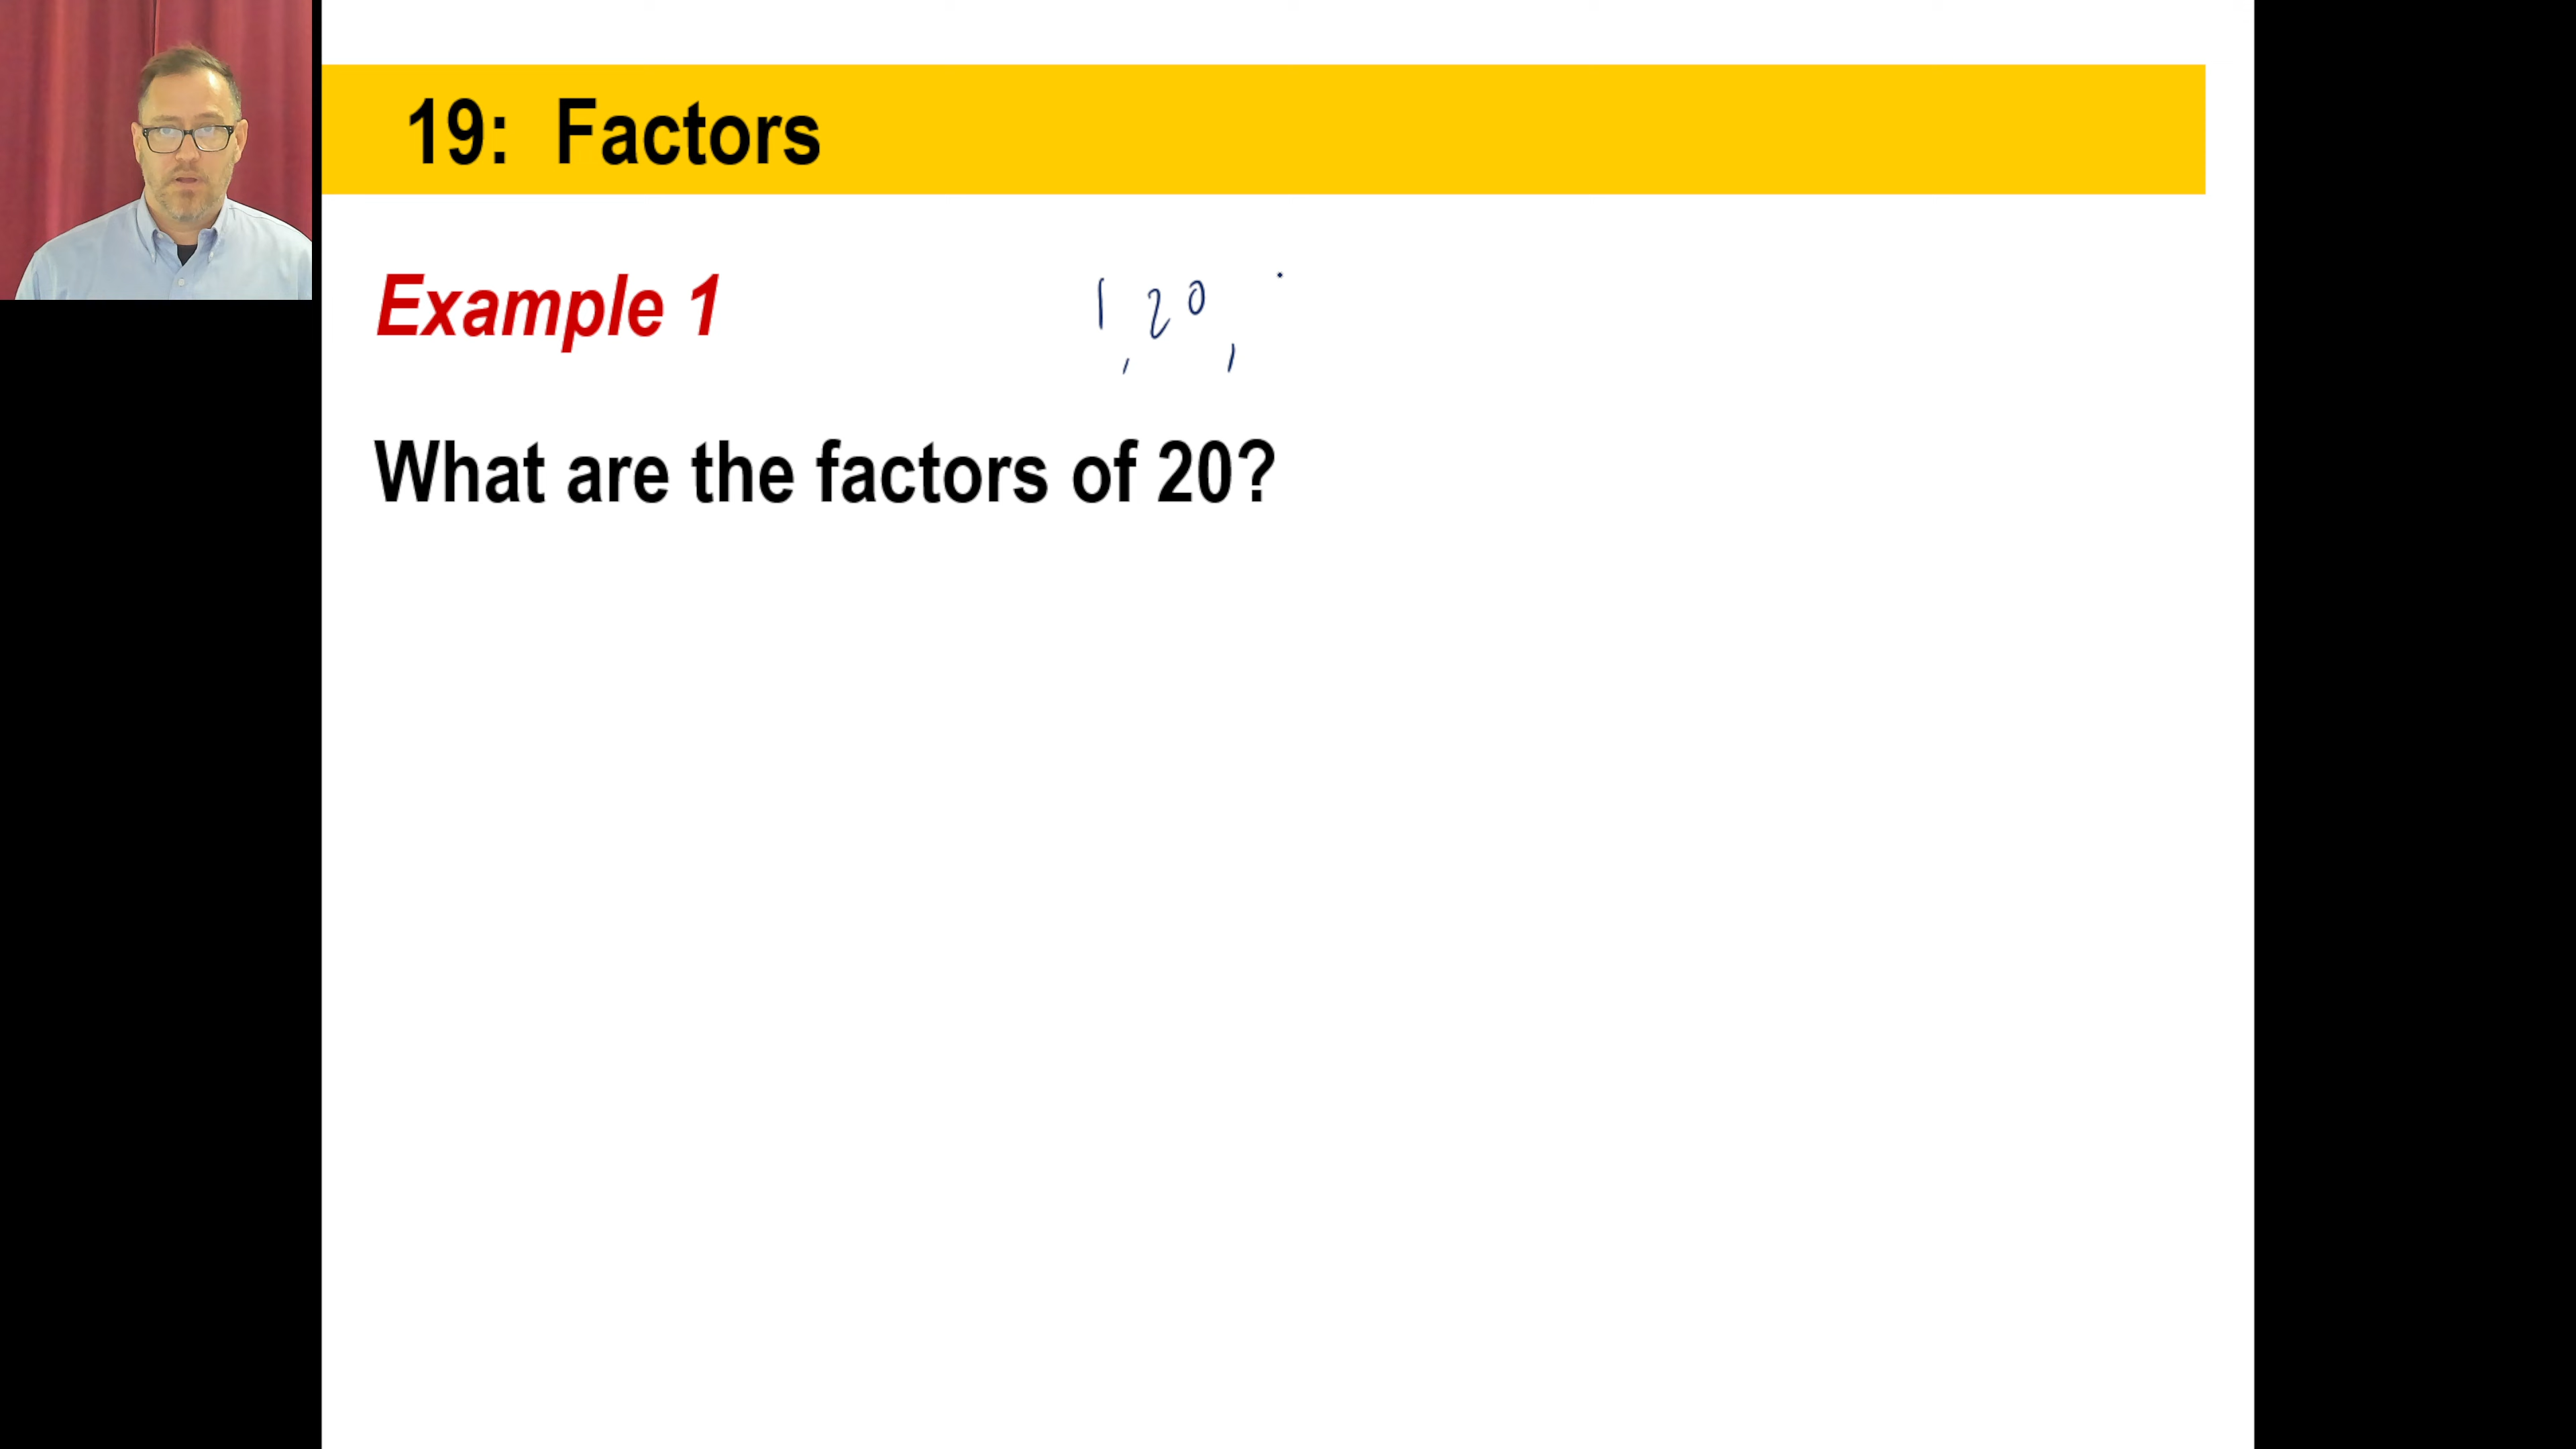 19: Factors
Example 1
1, 20,
What are the factors of 20?